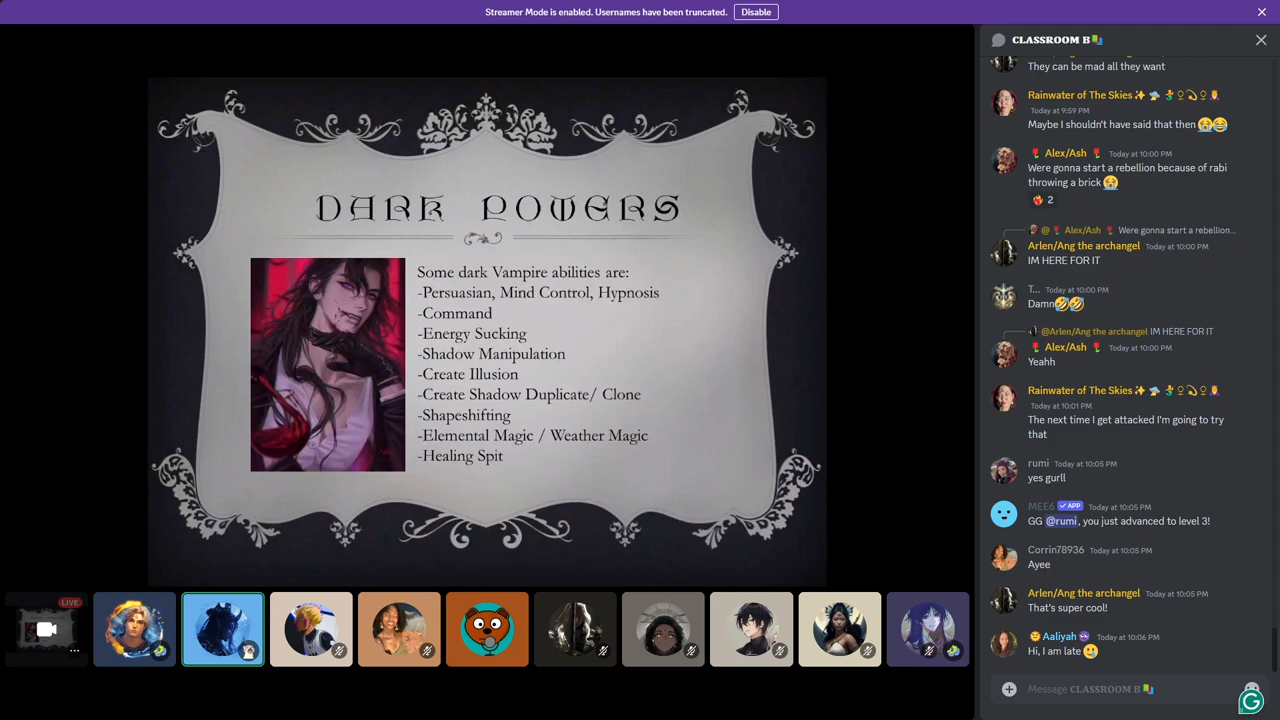 Streamer Mode is enabled. Usernames have been truncated.
Disable
CLASSROOM B
They can be mad all they want
Rainwater of The Skies
Today at 9:59 PM
Maybe I shouldn't have said that then
Alex/Ash Today at 10:00 PM
Were gonna start a rebellion because of rabi
throwing a brick
2
@ Alex/Ash Were gonna start a rebellion...
Arlen/Ang the archangel Today at 10:00 PM
IM HERE FOR IT
T... Today at 10:00 PM
Damn
@Arlen/Ang the archangel IM HERE FOR IT
Alex/Ash Today at 10:00 PM
Yeahh
Rainwater of The Skies
Today at 10:01 PM
The next time I get attacked I'm going to try
that
rumi Today at 10:05 PM
yes gurll
MEE6 APP Today at 10:05 PM
GG @rumi, you just advanced to level 3!
Corrin78936 Today at 10:05 PM
Ayee
Arlen/Ang the archangel Today at 10:05 PM
That's super cool!
Aaliyah Today at 10:06 PM
Hi, I am late
Message CLASSROOM B
DARK POWERS
Some dark Vampire abilities are:
-Persuasian, Mind Control, Hypnosis
-Command
-Energy Sucking
-Shadow Manipulation
-Create Illusion
-Create Shadow Duplicate/ Clone
-Shapeshifting
-Elemental Magic / Weather Magic
-Healing Spit
LIVE